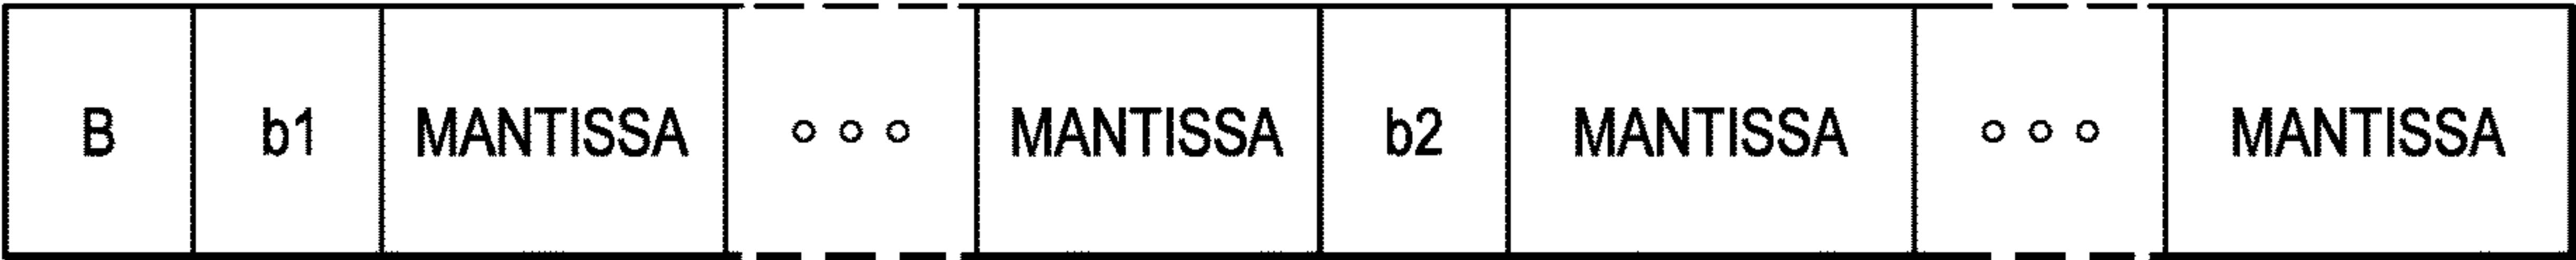 B b1 MANTISSA ○ ○ ○ MANTISSA b2 MANTISSA ○ ○ ○ MANTISSA